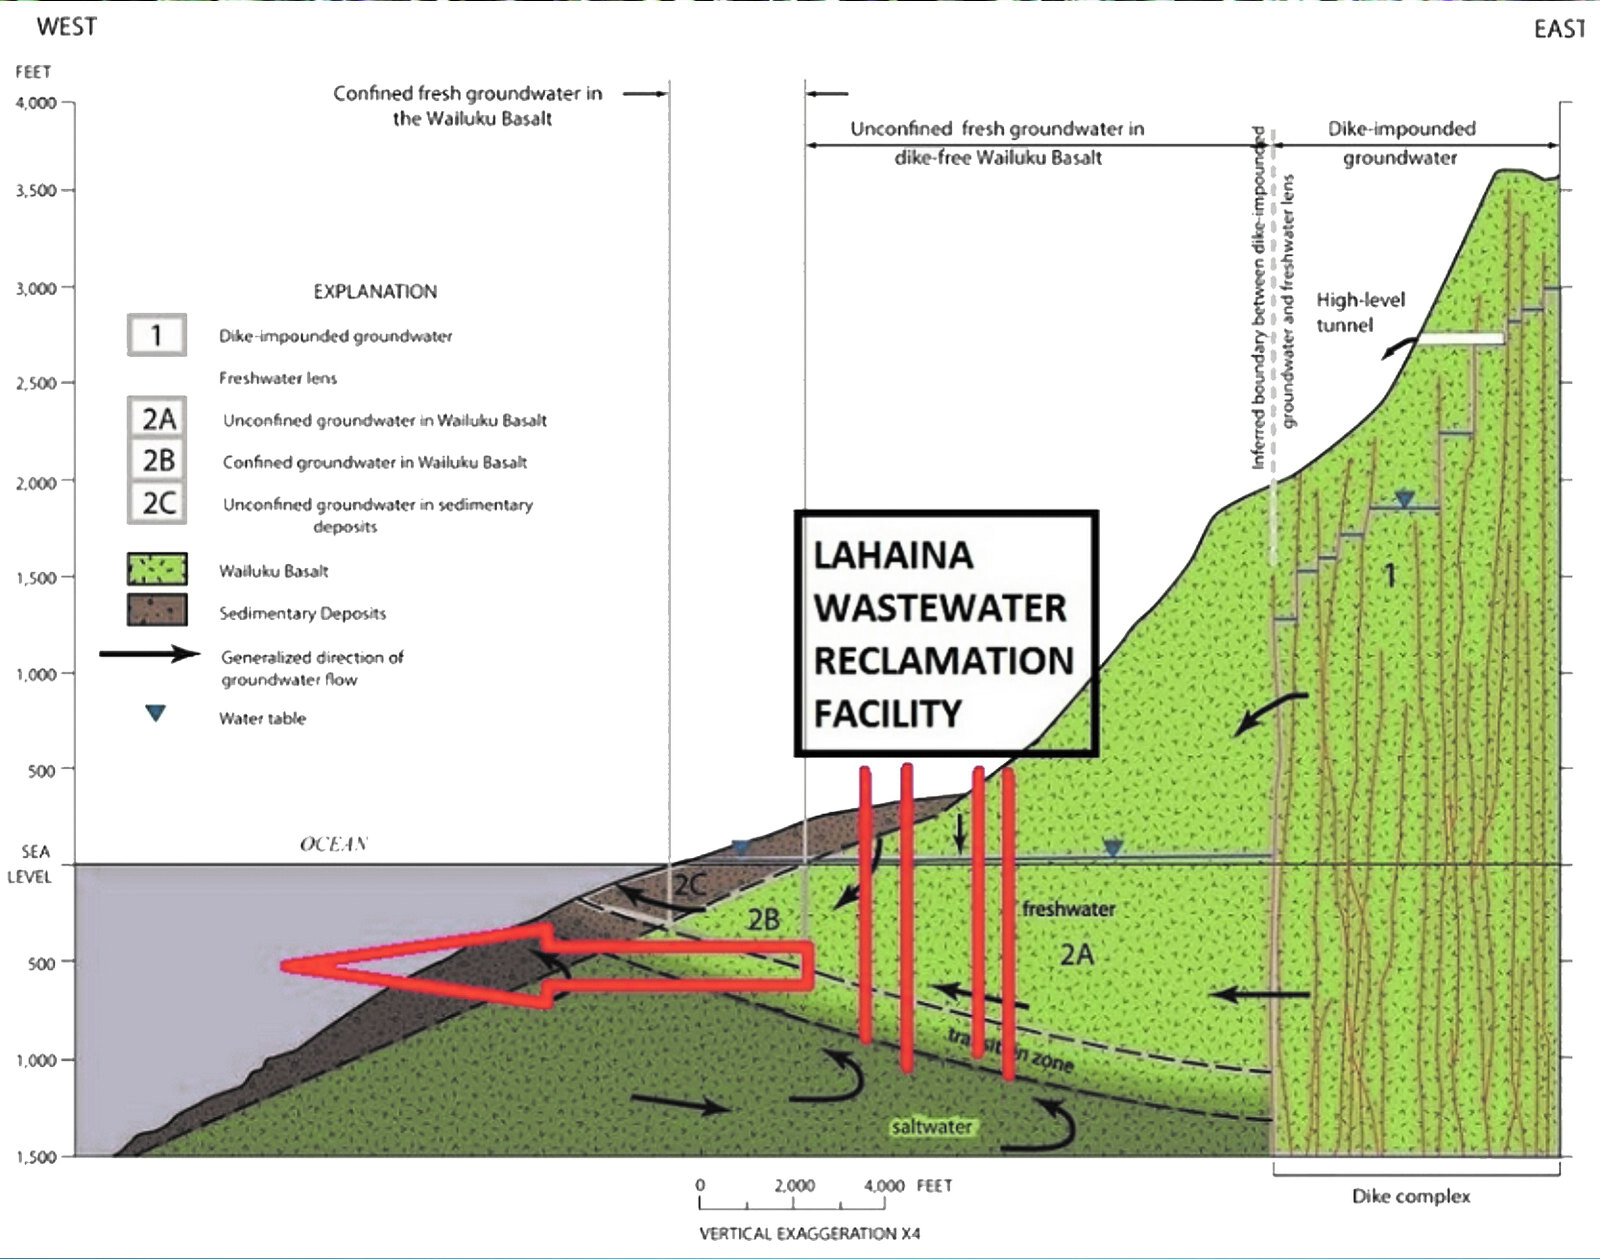 WEST
EAST
FEET
4,000
3,500
3,000
2,500
2,000
1,500
1,000
500
SEA
LEVEL
500
1,000
1,500
Confined fresh groundwater in
the Wailuku Basalt
Unconfined fresh groundwater in
dike-free Wailuku Basalt
Inferred boundary between dike-impounded
groundwater and freshwater lens
Dike-impounded
groundwater
High-level
tunnel
EXPLANATION
1 Dike-impounded groundwater
Freshwater lens
2A Unconfined groundwater in Wailuku Basalt
2B Confined groundwater in Wailuku Basalt
2C Unconfined groundwater in sedimentary
deposits
Wailuku Basalt
Sedimentary Deposits
Generalized direction of
groundwater flow
Water table
LAHAINA
WASTEWATER
RECLAMATION
FACILITY
1
OCEAN
2C
2B
freshwater
2A
transition zone
saltwater
0 2,000 4,000 FEET
VERTICAL EXAGGERATION X4
Dike complex